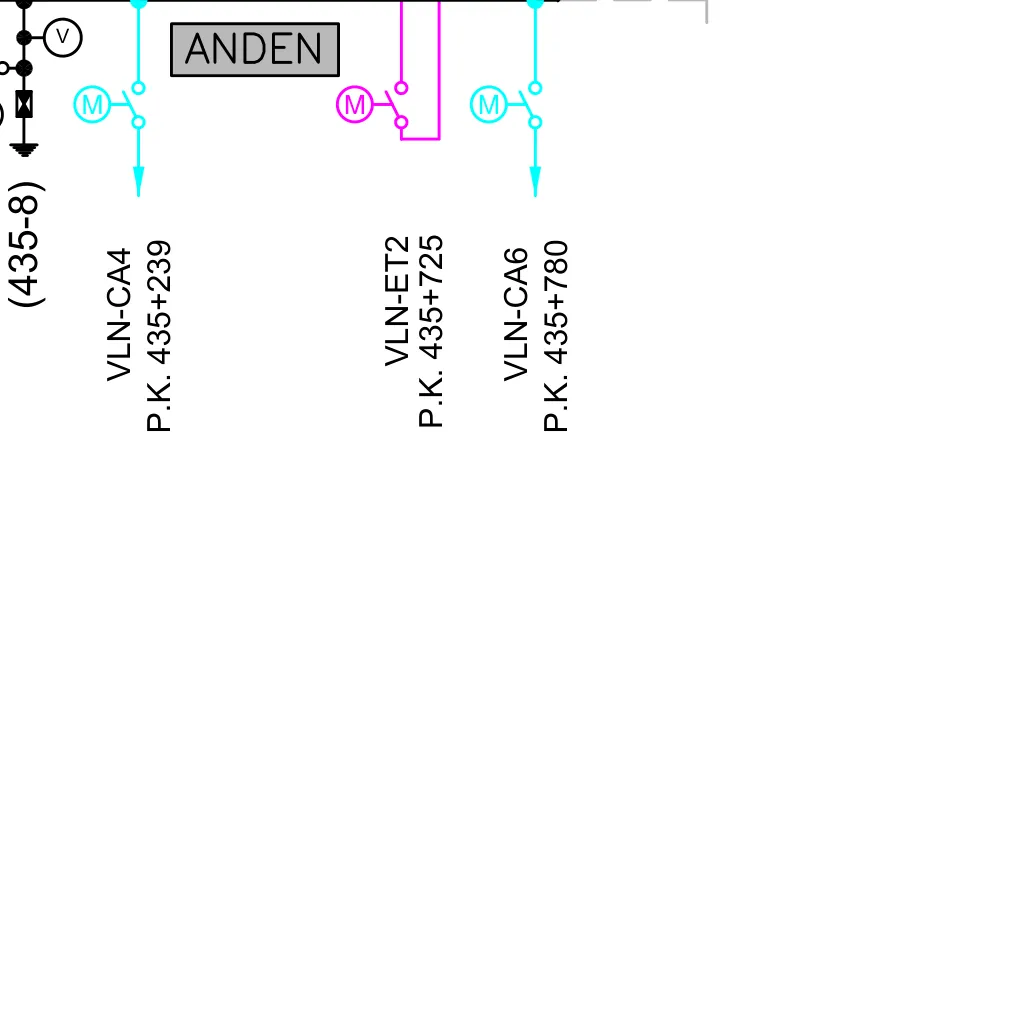 V
ANDEN
M
M
M
(435-8)
VLN-CA4
P.K. 435+239
VLN-ET2
P.K. 435+725
VLN-CA6
P.K. 435+780